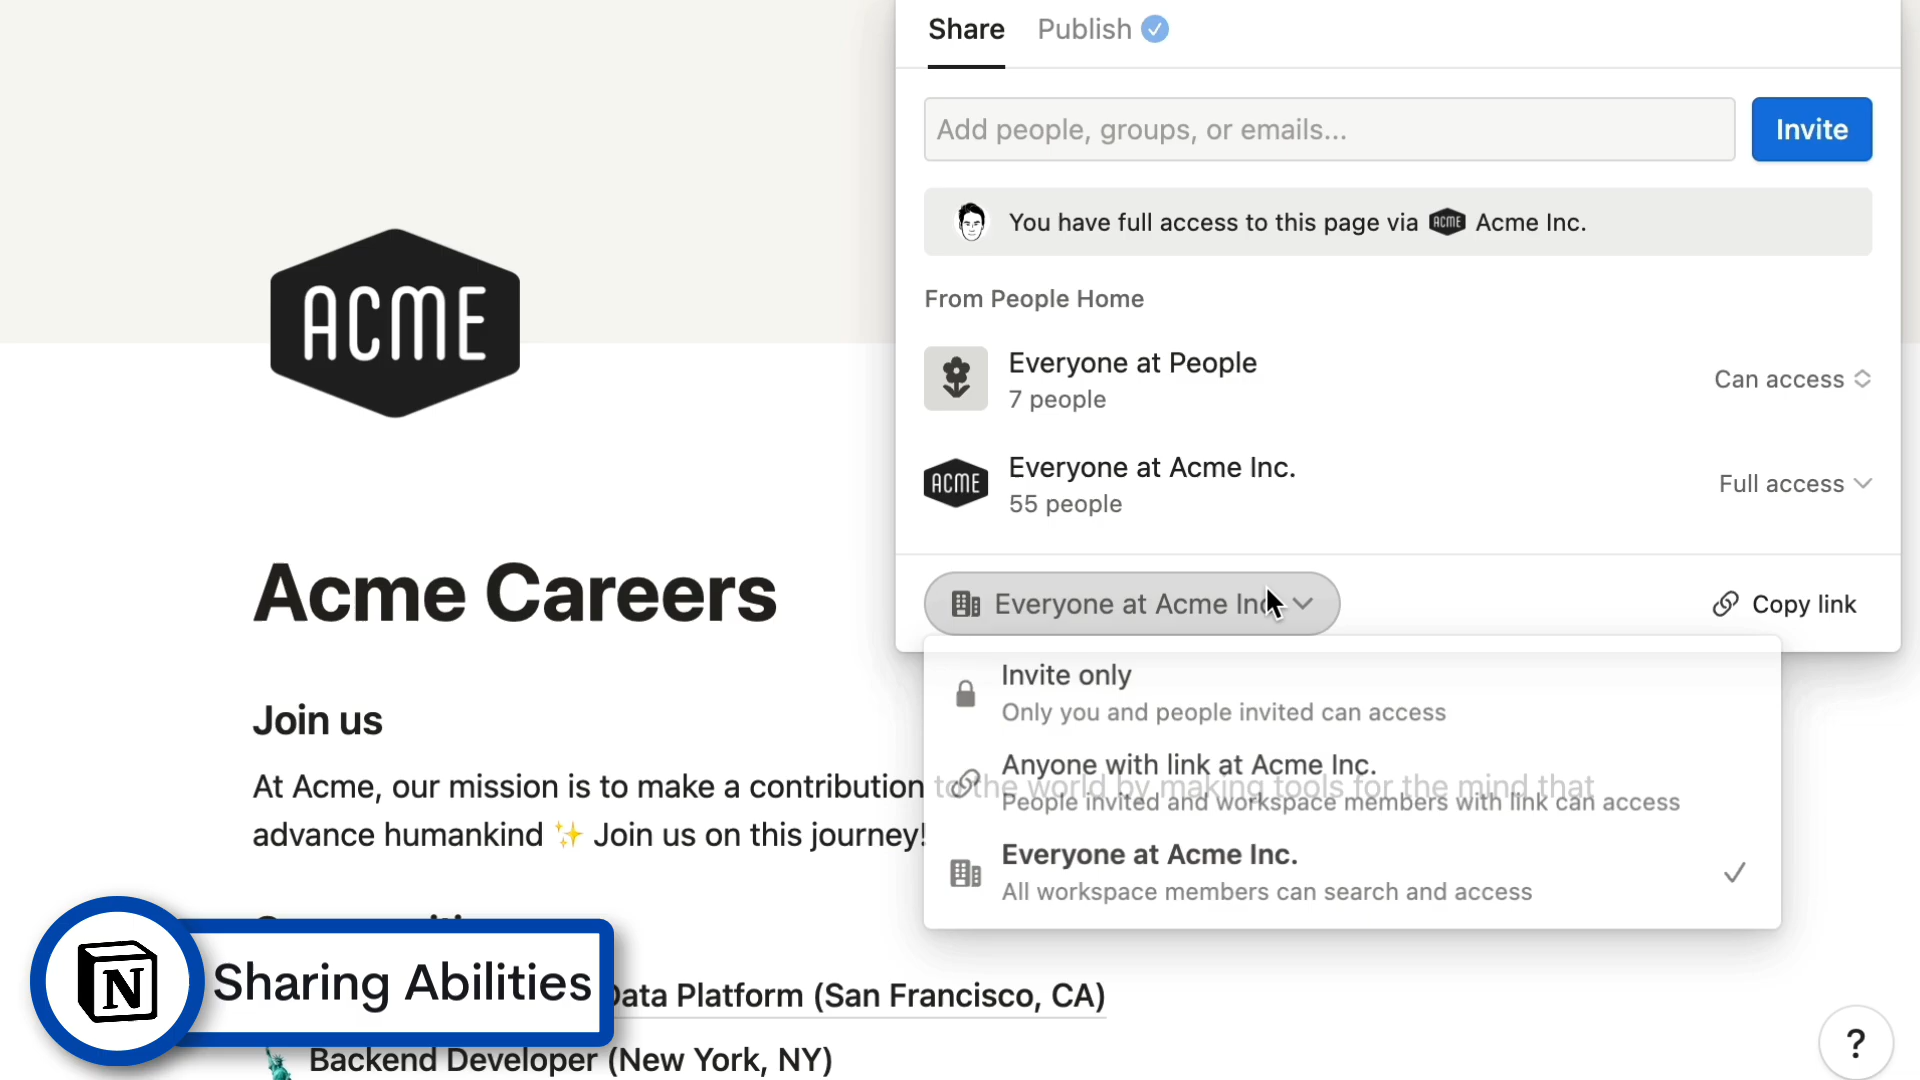 Share
Publish
Add people, groups, or emails...
Invite
You have full access to this page via ACME Acme Inc.
From People Home
Everyone at People
7 people
Can access
ACME
Everyone at Acme Inc.
55 people
Full access
Everyone at Acme Inc
Copy link
Invite only
Only you and people invited can access
Anyone with link at Acme Inc.
People invited and workspace members with link can access
Everyone at Acme Inc.
All workspace members can search and access
ACME
Acme Careers
Join us
At Acme, our mission is to make a contribution to the world by making tools for the mind that
advance humankind ✨ Join us on this journey!
N Sharing Abilities
Data Platform (San Francisco, CA)
Backend Developer (New York, NY)
?